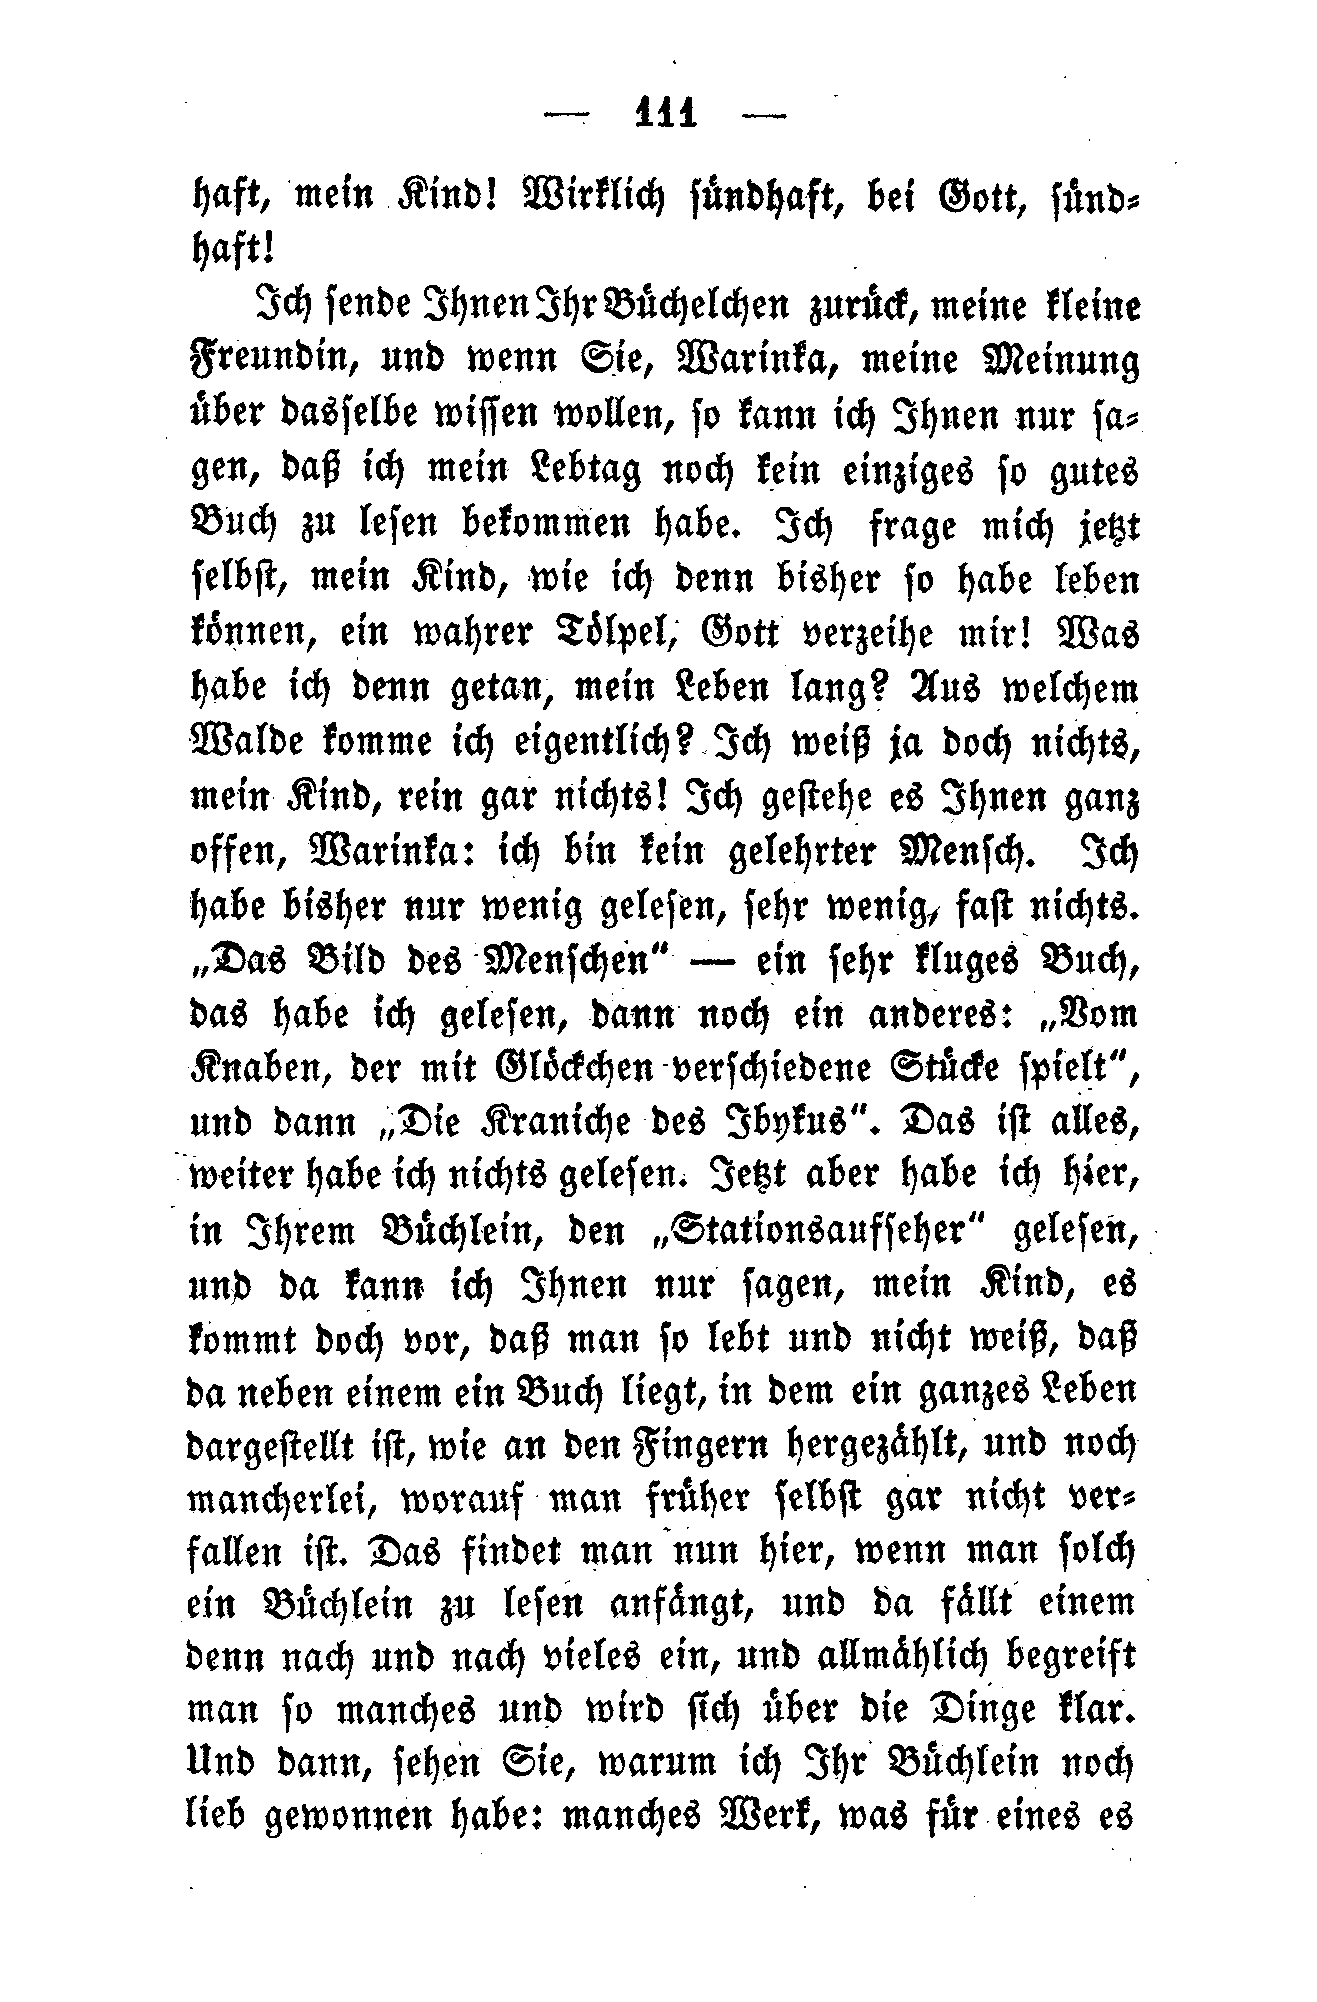 — 111 —
haft, mein Kind! Wirklich sündhaft, bei Gott, sünd-
haft!
Ich sende Ihnen Ihr Büchelchen zurück, meine kleine
Freundin, und wenn Sie, Warinka, meine Meinung
über dasselbe wissen wollen, so kann ich Ihnen nur sa-
gen, daß ich mein Lebtag noch kein einziges so gutes
Buch zu lesen bekommen habe. Ich frage mich jetzt
selbst, mein Kind, wie ich denn bisher so habe leben
können, ein wahrer Tölpel, Gott verzeihe mir! Was
habe ich denn getan, mein Leben lang? Aus welchem
Walde komme ich eigentlich? Ich weiß ja doch nichts,
mein Kind, rein gar nichts! Ich gestehe es Ihnen ganz
offen, Warinka: ich bin kein gelehrter Mensch. Ich
habe bisher nur wenig gelesen, sehr wenig, fast nichts.
„Das Bild des Menschen“ — ein sehr kluges Buch,
das habe ich gelesen, dann noch ein anderes: „Vom
Knaben, der mit Glöckchen verschiedene Stücke spielt“,
und dann „Die Kraniche des Ibykus“. Das ist alles,
weiter habe ich nichts gelesen. Jetzt aber habe ich hier,
in Ihrem Büchlein, den „Stationsaufseher“ gelesen,
und da kann ich Ihnen nur sagen, mein Kind, es
kommt doch vor, daß man so lebt und nicht weiß, daß
da neben einem ein Buch liegt, in dem ein ganzes Leben
dargestellt ist, wie an den Fingern hergezählt, und noch
mancherlei, worauf man früher selbst gar nicht ver-
fallen ist. Das findet man nun hier, wenn man solch
ein Büchlein zu lesen anfängt, und da fällt einem
denn nach und nach vieles ein, und allmählich begreift
man so manches und wird sich über die Dinge klar.
Und dann, sehen Sie, warum ich Ihr Büchlein noch
lieb gewonnen habe: manches Werk, was für eines es